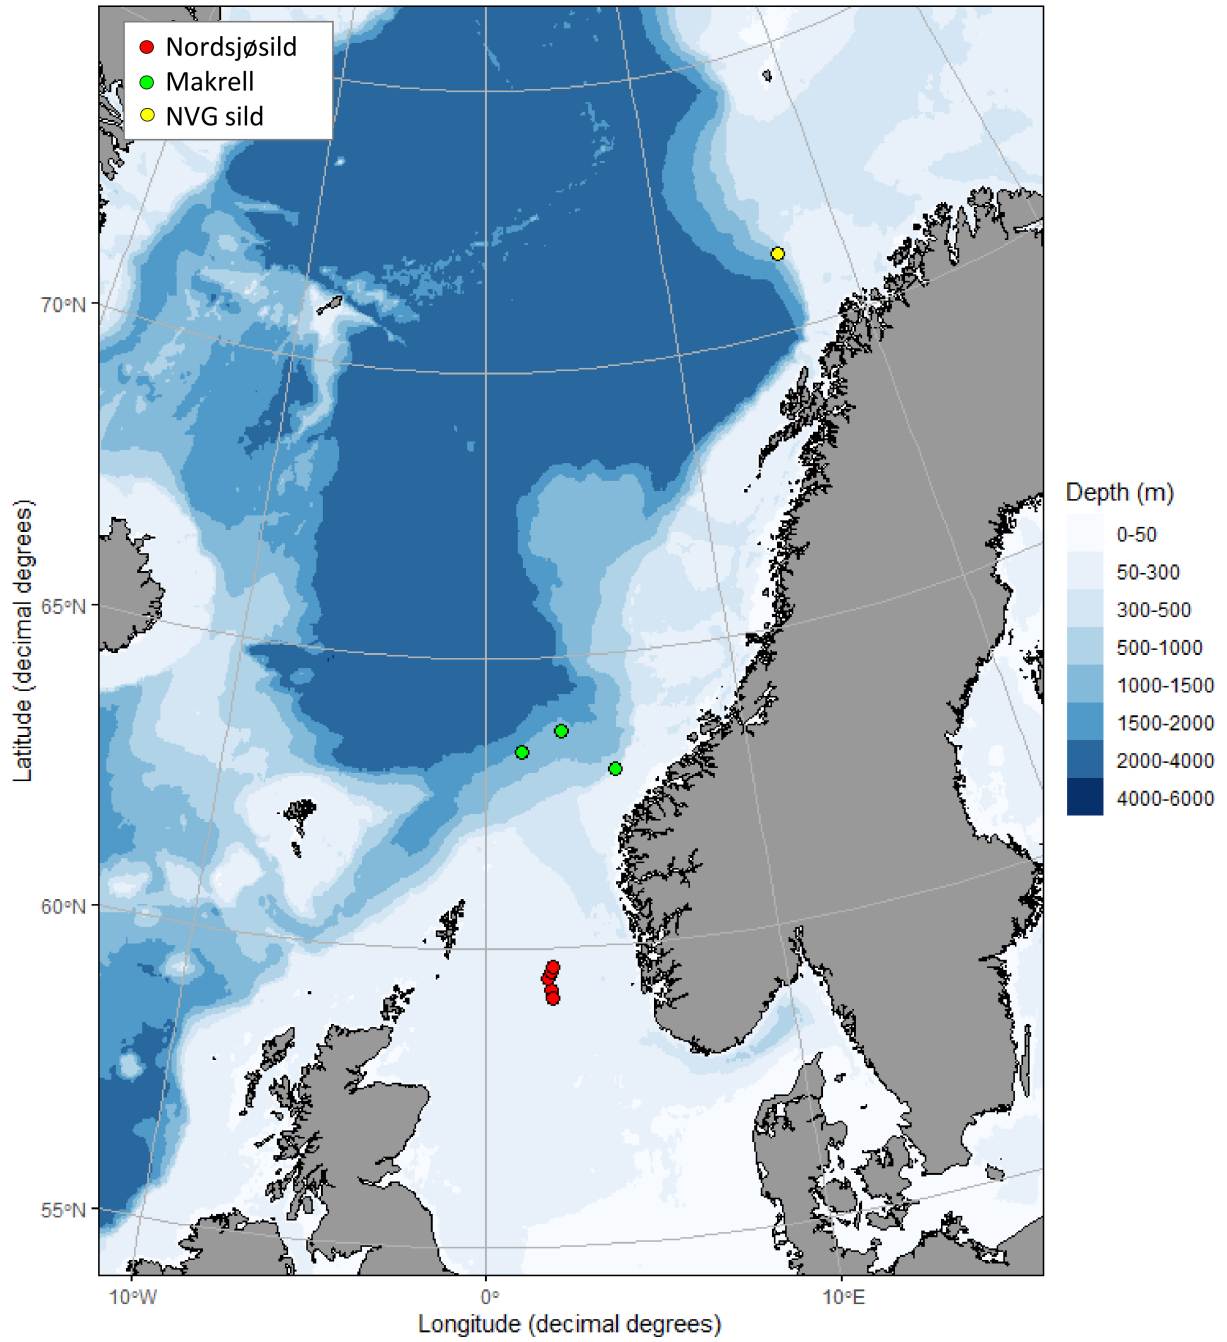 Nordsjøsild
Makrell
NVG sild
70°N
65°N
60°N
55°N
Latitude (decimal degrees)
10°W
0°
10°E
Longitude (decimal degrees)
Depth (m)
0-50
50-300
300-500
500-1000
1000-1500
1500-2000
2000-4000
4000-6000